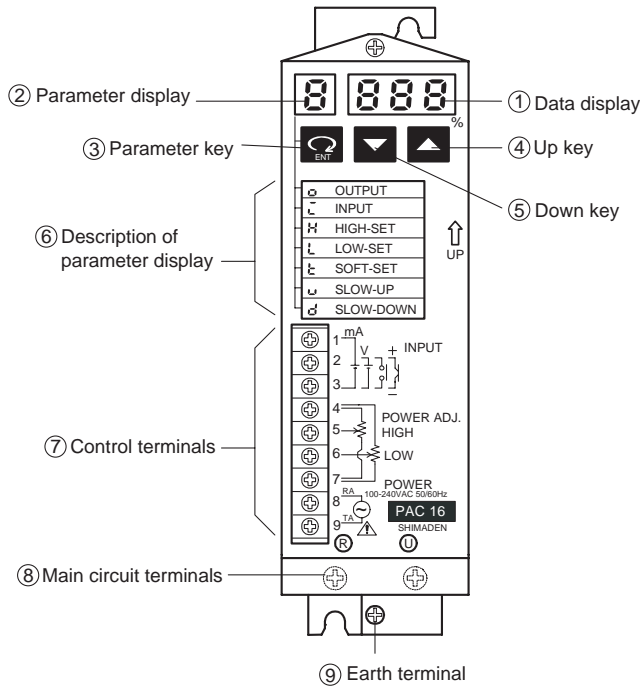 ② Parameter display
8 888
① Data display
%
③ Parameter key
ENT
④ Up key
⑤ Down key
⑥ Description of
parameter display
o OUTPUT
INPUT
H HIGH-SET
L LOW-SET
t SOFT-SET
u SLOW-UP
d SLOW-DOWN
UP
⑦ Control terminals
1 mA
2 V + INPUT
3 –
4 POWER ADJ.
5 HIGH
6 LOW
7 POWER
100-240VAC 50/60Hz
8 RA
9 TA
PAC 16
SHIMADEN
R U
⑧ Main circuit terminals
⑨ Earth terminal